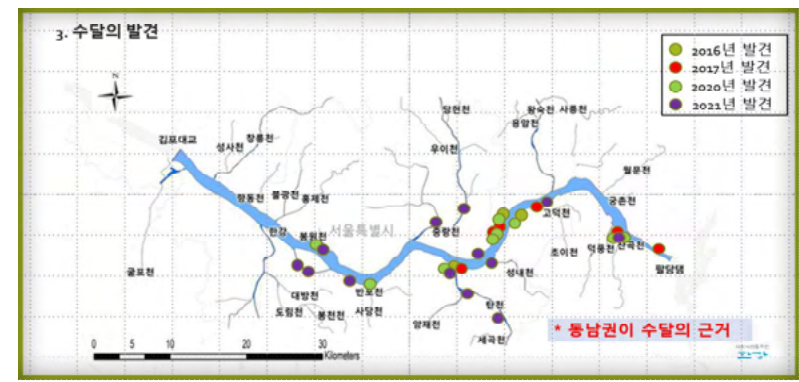 3. 수달의 발견
2016년 발견
2017년 발견
2020년 발견
2021년 발견
N
김포대교
성사천
창릉천
당현천
왕숙천
사릉천
용암천
우이천
월문천
향동천
불광천
홍제천
궁촌천
고덕천
한강
봉원천
서울특별시
중랑천
덕풍천
산곡천
초이천
굴포천
성내천
팔당댐
대방천
반포천
탄천
도림천
봉천천
사당천
양재천
세곡천
* 동남권이 수달의 근거
0 5 10 20 30
Kilometers